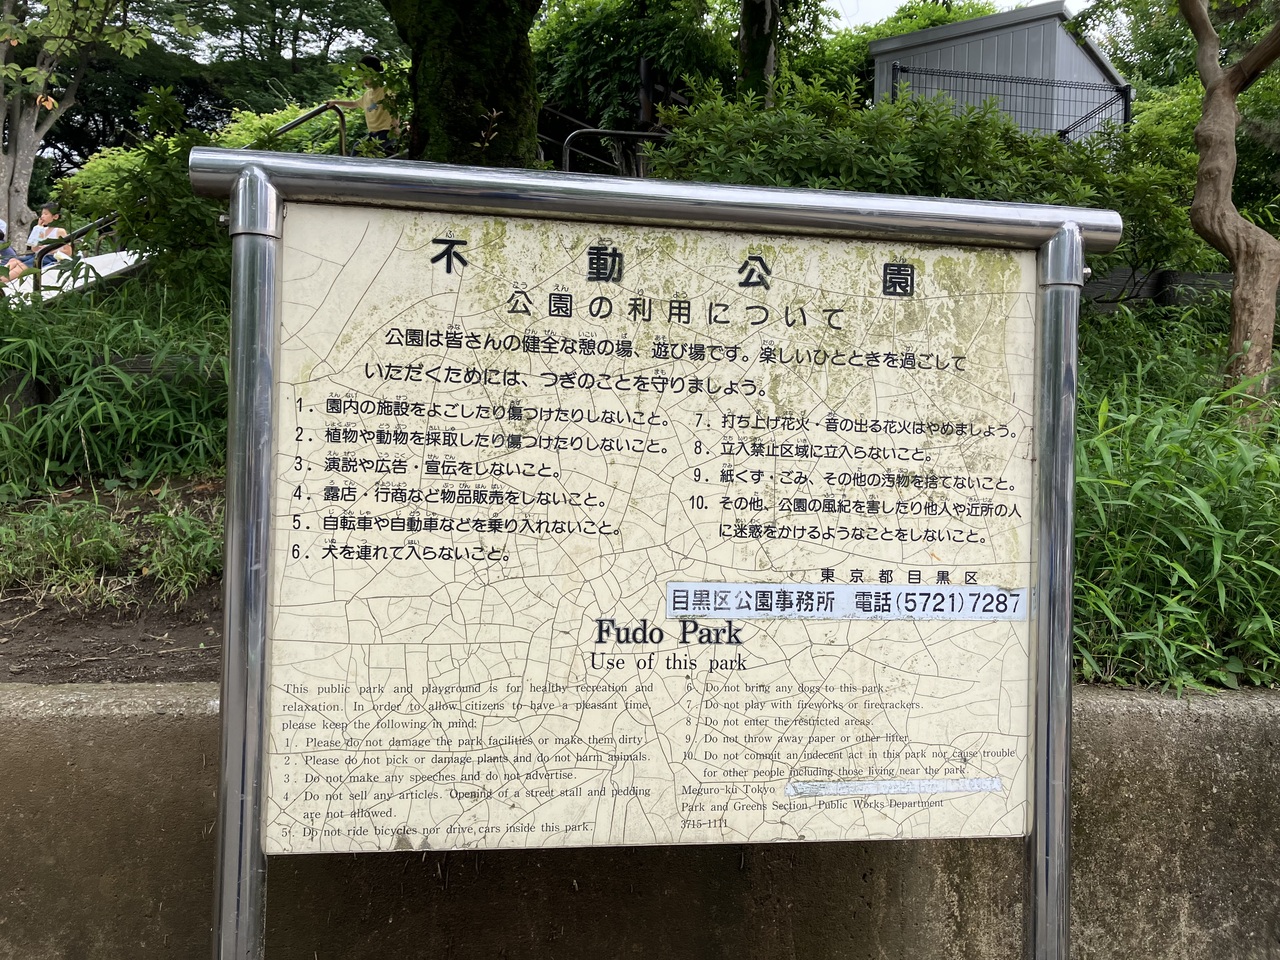 不動公園
公園の利用について
公園は皆さんの健全な憩の場、遊び場です。楽しいひとときを過ごして
いただくためには、つぎのことを守りましょう。
1. 園内の施設をよごしたり傷つけたりしないこと。
2. 植物や動物を採取したり傷つけたりしないこと。
3. 演説や広告・宣伝をしないこと。
4. 露店・行商など物品販売をしないこと。
5. 自転車や自動車などを乗り入れないこと。
6. 犬を連れて入らないこと。
7. 打ち上げ花火・音の出る花火はやめましょう。
8. 立入禁止区域に立入らないこと。
9. 紙くず・ごみ、その他の汚物を捨てないこと。
10. その他、公園の風紀を害したり他人や近所の人
に迷惑をかけるようなことをしないこと。
東京都目黒区
目黒区公園事務所 電話(5721)7287
Fudo Park
Use of this park
This public park and playground is for healthy recreation and
relaxation. In order to allow citizens to have a pleasant time,
please keep the following in mind:
1. Please do not damage the park facilities or make them dirty.
2. Please do not pick or damage plants and do not harm animals.
3. Do not make any speeches and do not advertise.
4. Do not sell any articles. Opening of a street stall and pedding
are not allowed.
5. Do not ride bicycles nor drive cars inside this park.
6. Do not bring any dogs to this park.
7. Do not play with fireworks or firecrackers.
8. Do not enter the restricted areas.
9. Do not throw away paper or other litter.
10. Do not commit an indecent act in this park nor cause trouble
for other people including those living near the park.
Meguro-ku Tokyo
Park and Greens Section, Public Works Department
3715-1111